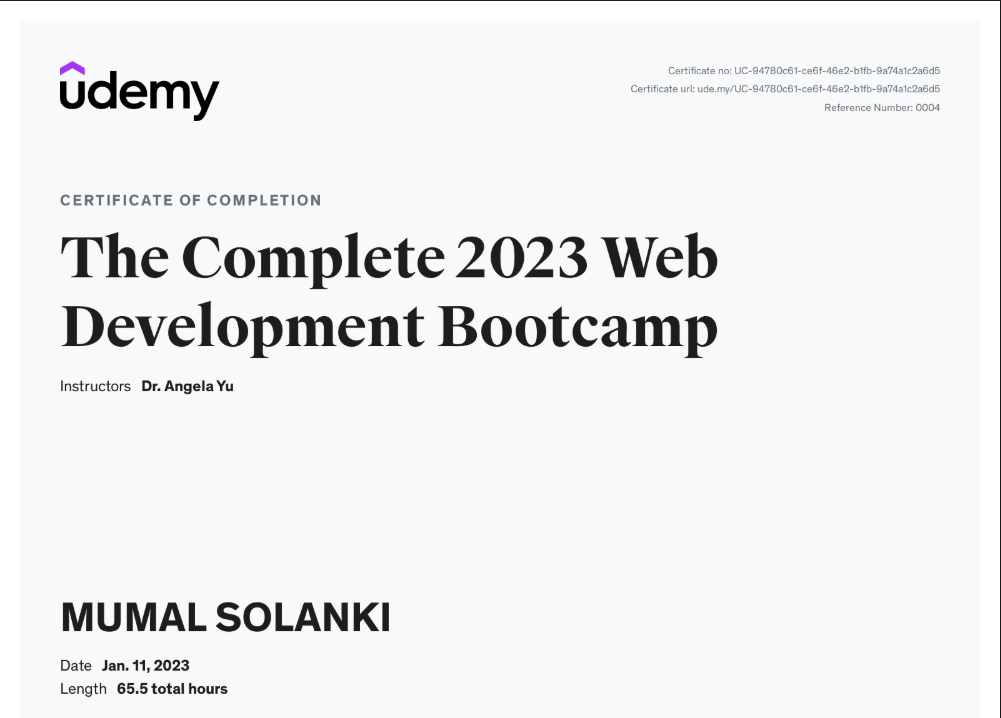 udemy
Certificate no: UC-94780c61-ce6f-46e2-b1fb-9a74a1c2a6d5
Certificate url: ude.my/UC-94780c61-ce6f-46e2-b1fb-9a74a1c2a6d5
Reference Number: 0004
CERTIFICATE OF COMPLETION
The Complete 2023 Web
Development Bootcamp
Instructors Dr. Angela Yu
MUMAL SOLANKI
Date Jan. 11, 2023
Length 65.5 total hours